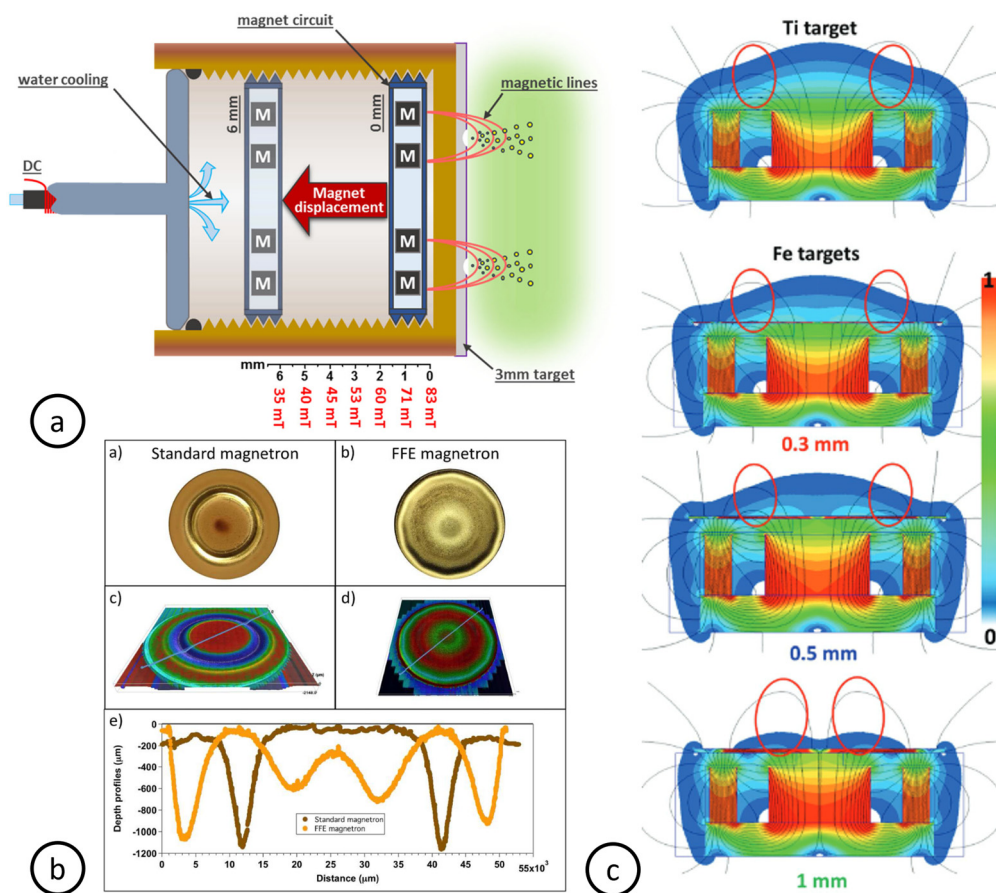 magnet circuit
water cooling
magnetic lines
6 mm
0 mm
M
M
M
M
M
M
M
M
DC
Magnet
displacement
3mm target
mm
6 5 4 3 2 1 0
35 mT
40 mT
45 mT
53 mT
60 mT
71 mT
83 mT
a
a) Standard magnetron
b) FFE magnetron
c)
d)
e)
Depth profiles (µm)
0
-200
-400
-600
-800
-1000
-1200
Standard magnetron
FFE magnetron
0 5 10 15 20 25 30 35 40 45 50 55x10³
Distance (µm)
b
Ti target
Fe targets
1
0
0.3 mm
0.5 mm
1 mm
c